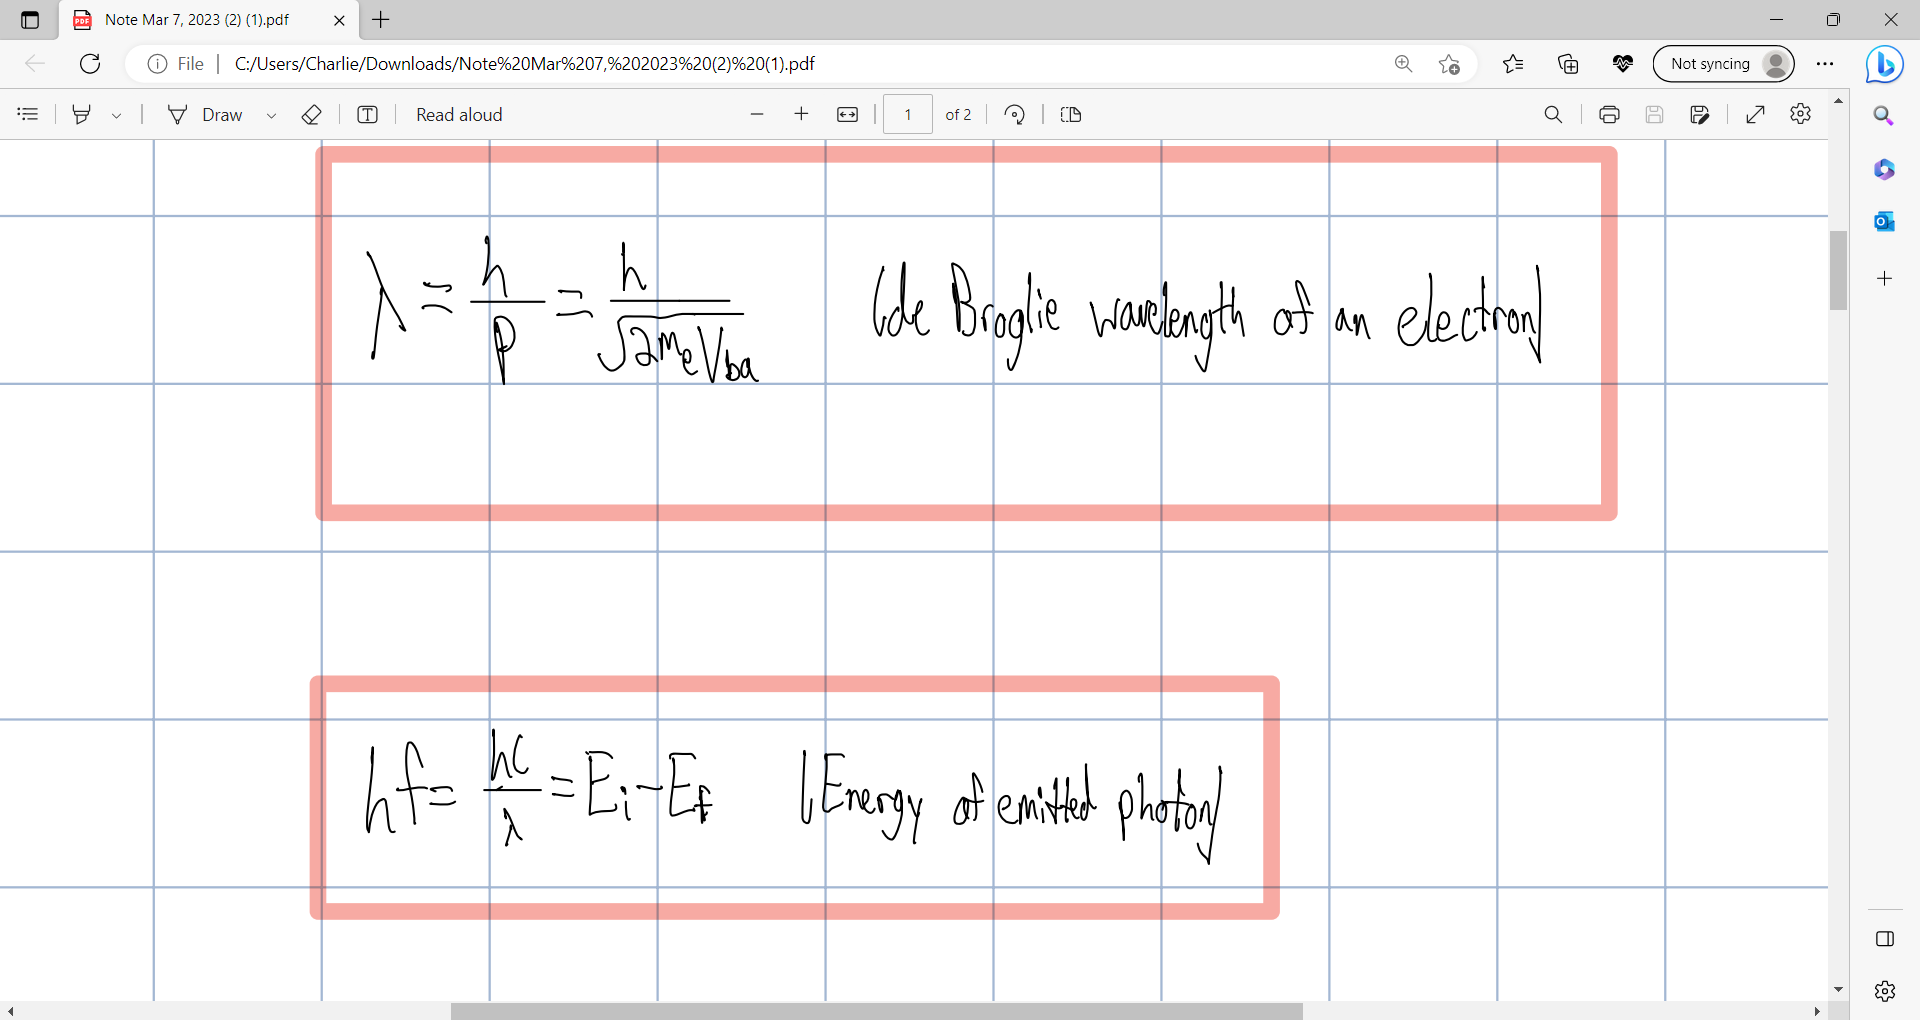 Note Mar 7, 2023 (2) (1).pdf
File | C:/Users/Charlie/Downloads/Note%20Mar%207,%202023%20(2)%20(1).pdf Not syncing
Draw Read aloud 1 of 2
λ = h/p = h/√2meVba (de Broglie wavelength of an electron)
hf = hc/λ = Ei - Ef (Energy of emitted photon)